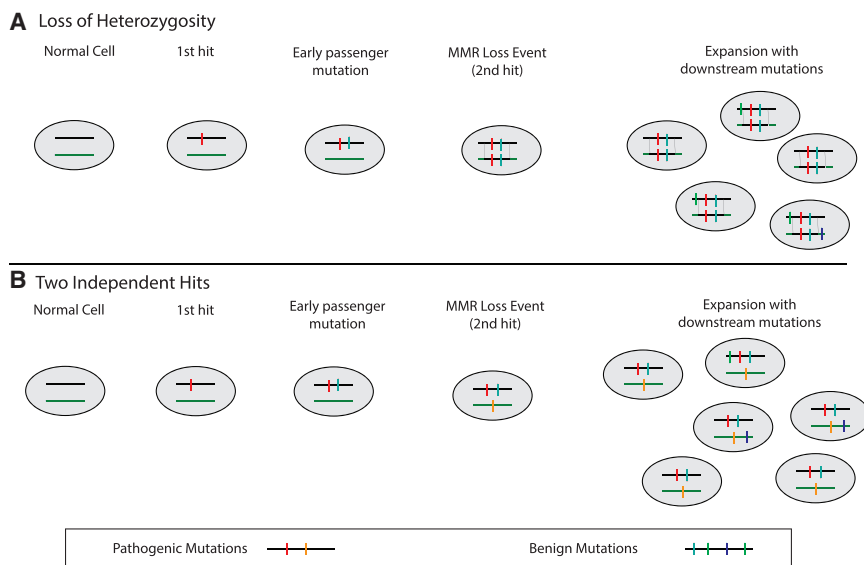 A Loss of Heterozygosity
Normal Cell
1st hit
Early passenger
mutation
MMR Loss Event
(2nd hit)
Expansion with
downstream mutations
B Two Independent Hits
Normal Cell
1st hit
Early passenger
mutation
MMR Loss Event
(2nd hit)
Expansion with
downstream mutations
Pathogenic Mutations
Benign Mutations